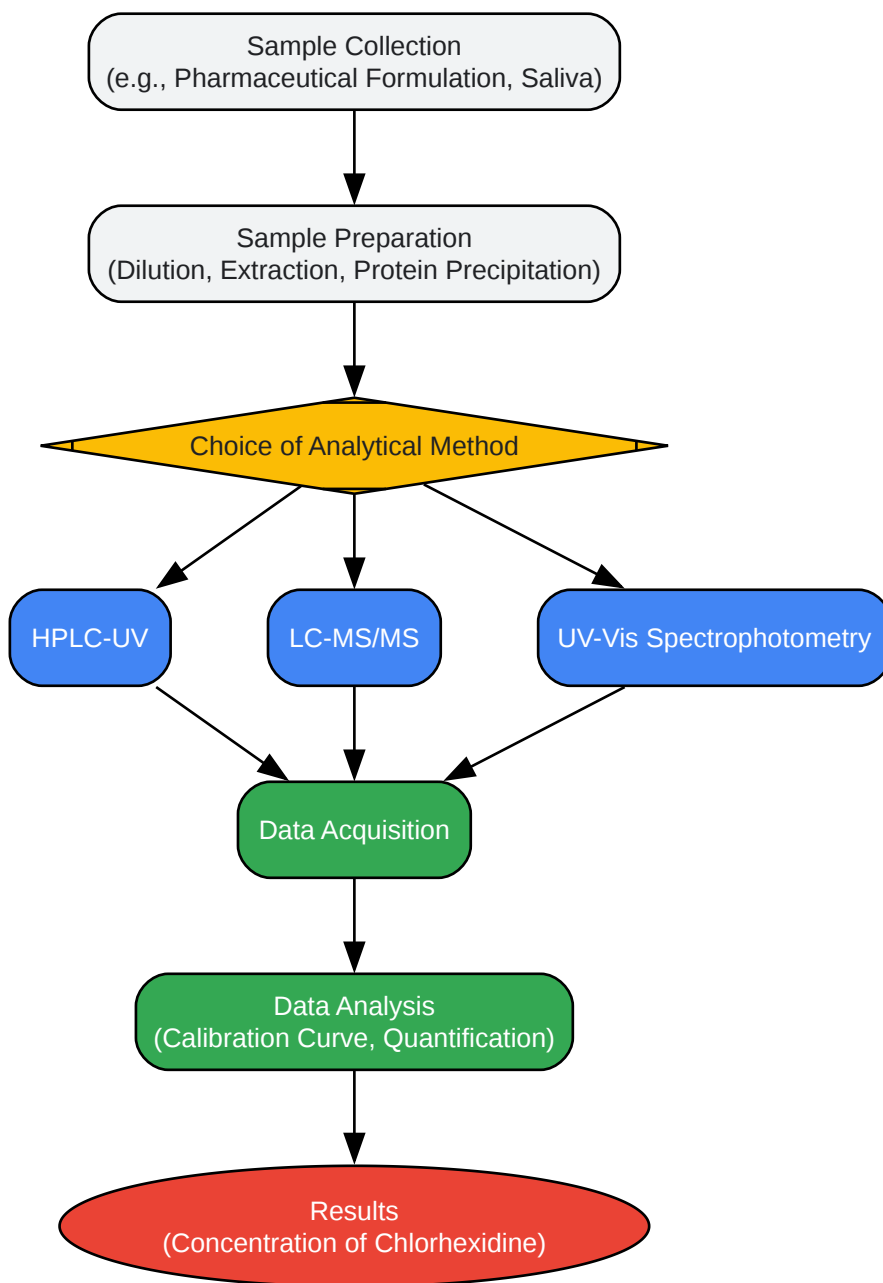 Sample Collection
(e.g., Pharmaceutical Formulation, Saliva)
Sample Preparation
(Dilution, Extraction, Protein Precipitation)
Choice of Analytical Method
HPLC-UV
LC-MS/MS
UV-Vis Spectrophotometry
Data Acquisition
Data Analysis
(Calibration Curve, Quantification)
Results
(Concentration of Chlorhexidine)